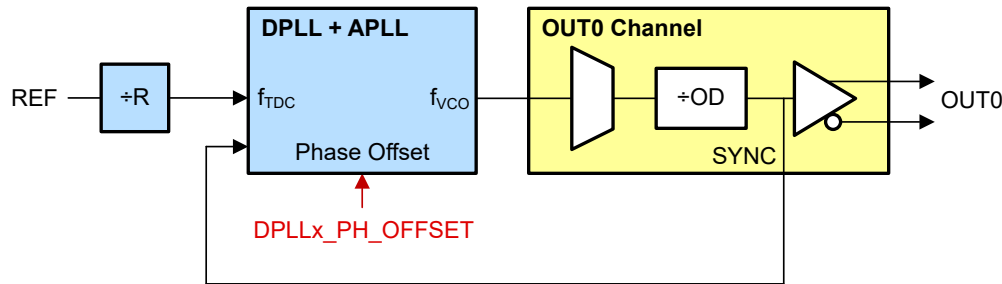 DPLL + APLL
OUT0 Channel
REF
÷R
fTDC
fVCO
÷OD
OUT0
Phase Offset
SYNC
DPLLx_PH_OFFSET